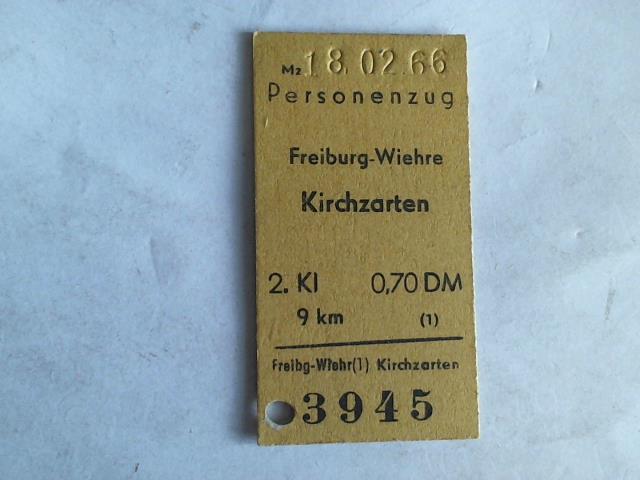 Mz 18.02.66
Personenzug
Freiburg-Wiehre
Kirchzarten
2. Kl 0,70 DM
9 km (1)
Freibg-Wiehr(1) Kirchzarten
3945